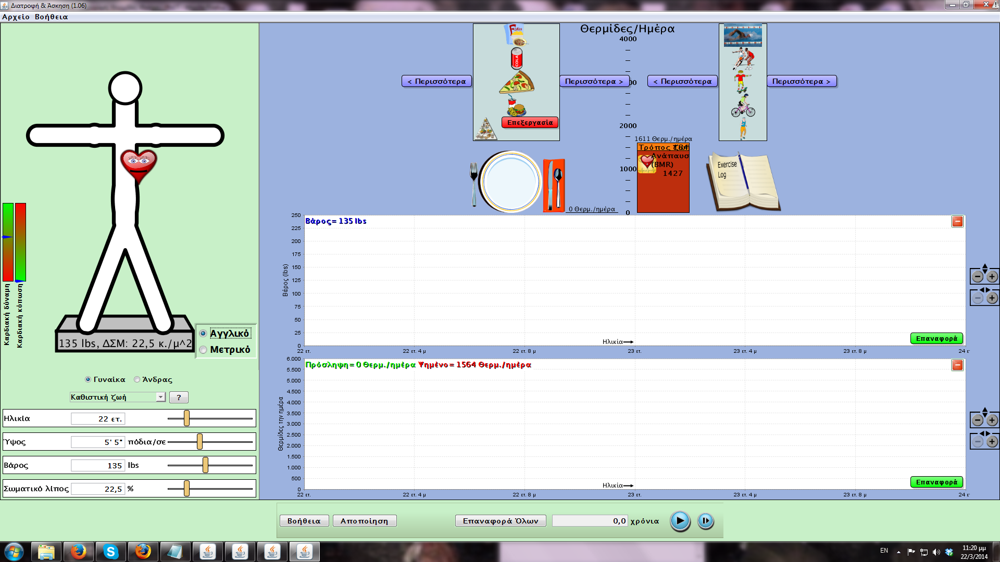 Διατροφή & Άσκηση (1.06)
Αρχείο Βοήθεια
Θερμίδες/Ημέρα
4000
COLA
< Περισσότερα
Περισσότερα >
< Περισσότερα
Περισσότερα >
Επεξεργασία
2000
1611 Θερμ./ημέρα
Τρόπος ζωή
184
Ανάπαυσ
(BMR)
1427
1000
Exercise
Log
0 Θερμ./ημέρα
0
Καρδιακή δύναμη
Καρδιακή κόπωση
135 lbs, ΔΣΜ: 22,5 κ./μ^2
Αγγλικό
Μετρικό
Γυναίκα
Άνδρας
Καθιστική ζωή
?
Ηλικία 22 ετ.
Ύψος 5' 5" πόδια/σε
Βάρος 135 lbs
Σωματικό λίπος 22,5 %
Βάρος= 135 lbs
Βάρος (lbs)
250
225
200
175
150
125
100
75
50
25
0
Ηλικία
Επαναφορά
22 ετ. 22 ετ. 4 μ 22 ετ. 8 μ 23 ετ. 23 ετ. 4 μ 23 ετ. 8 μ 24 ε
Πρόσληψη= 0 Θερμ./ημέρα Ψημένο= 1564 Θερμ./ημέρα
Θερμίδες την ημέρα
6.000
5.500
5.000
4.500
4.000
3.500
3.000
2.500
2.000
1.500
1.000
500
0
Ηλικία
Επαναφορά
22 ετ. 22 ετ. 4 μ 22 ετ. 8 μ 23 ετ. 23 ετ. 4 μ 23 ετ. 8 μ 24 ε
Βοήθεια
Αποποίηση
Επαναφορά Όλων
0,0 χρόνια
EN
11:20 μμ
22/3/2014